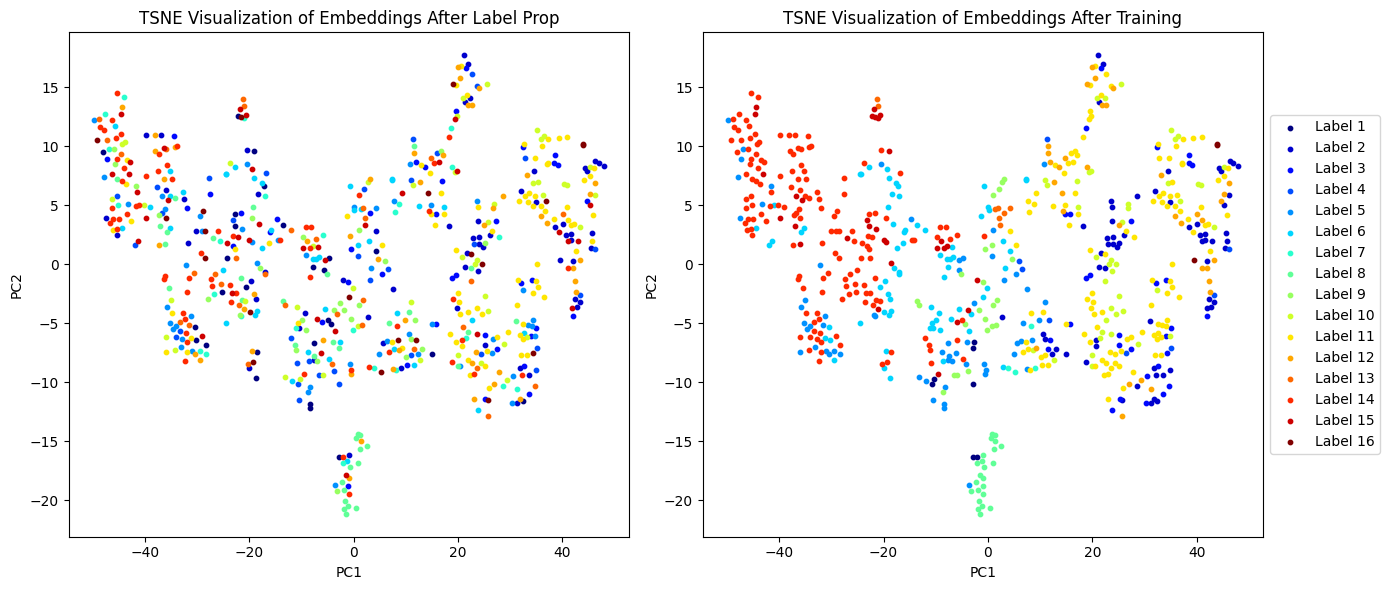 TSNE Visualization of Embeddings After Label Prop
PC2
15
10
5
0
−5
−10
−15
−20
−40
−20
0
20
40
PC1
TSNE Visualization of Embeddings After Training
PC2
15
10
5
0
−5
−10
−15
−20
−40
−20
0
20
40
PC1
Label 1
Label 2
Label 3
Label 4
Label 5
Label 6
Label 7
Label 8
Label 9
Label 10
Label 11
Label 12
Label 13
Label 14
Label 15
Label 16